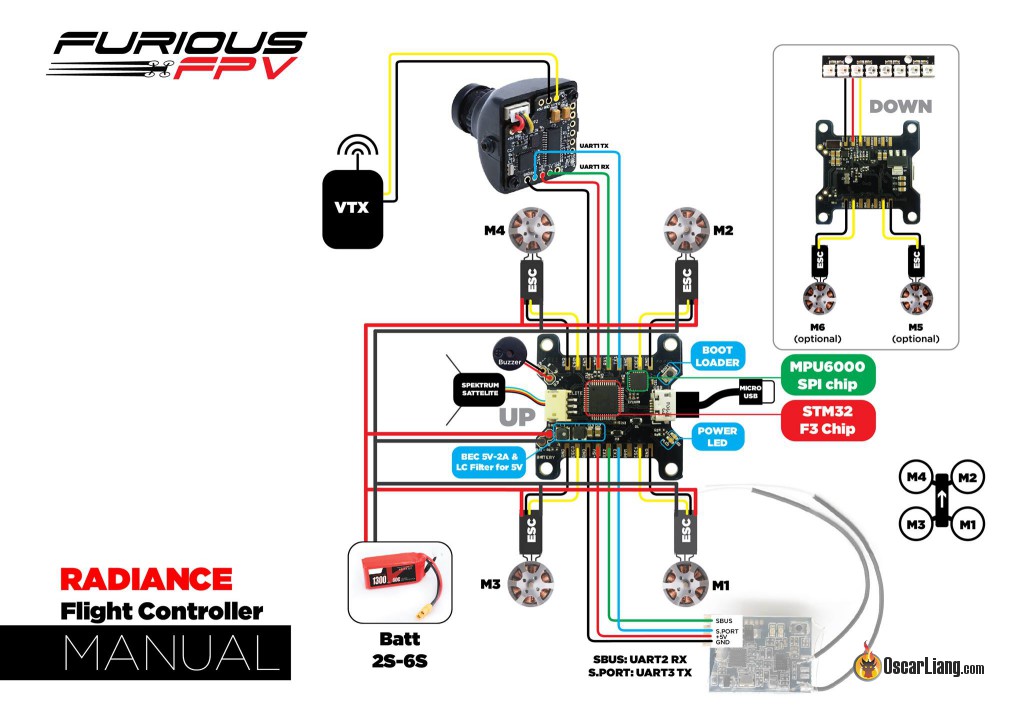 FURIOUS
FPV
VTX
UART1 TX
UART1 RX
DOWN
ESC
ESC
M6
(optional)
M5
(optional)
M4
M2
ESC
ESC
Buzzer
BOOT
LOADER
MPU6000
SPI chip
SPEKTRUM
SATTELITE
UP
MICRO
USB
STM32
F3 Chip
POWER
LED
BEC 5V-2A &
LC Filter for 5V
BATTERY
M4
M2
M3
M1
ESC
ESC
M3
M1
1300
Batt
2S-6S
RADIANCE
Flight Controller
MANUAL
SBUS
S.PORT
+5V
GND
SBUS: UART2 RX
S.PORT: UART3 TX
OscarLiang.com